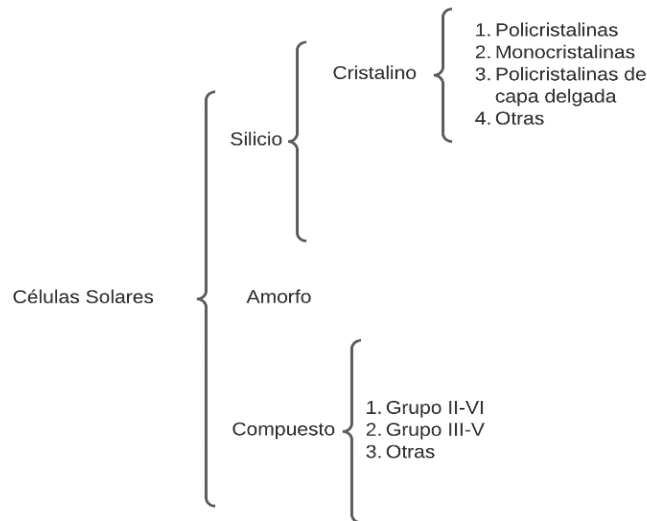 1. Policristalinas
2. Monocristalinas
3. Policristalinas de
capa delgada
4. Otras
Cristalino
Silicio
Células Solares
Amorfo
1. Grupo II-VI
2. Grupo III-V
3. Otras
Compuesto